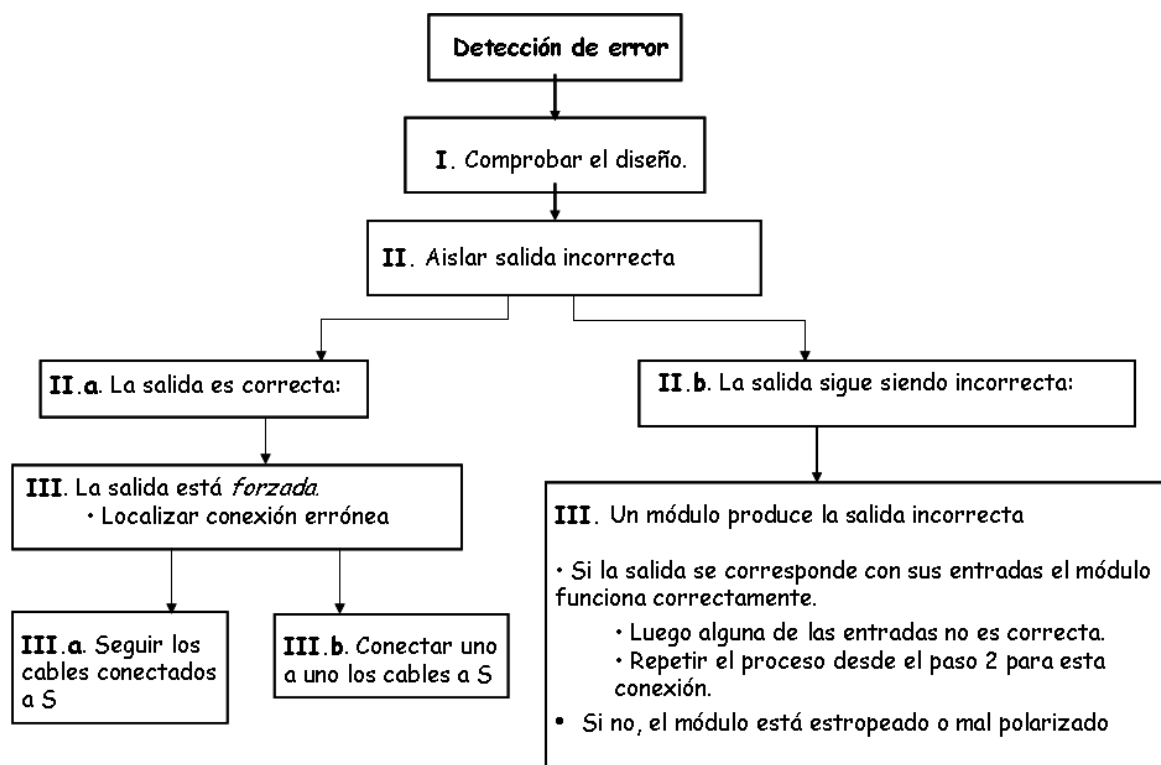 Detección de error
I. Comprobar el diseño.
II. Aislar salida incorrecta
II.a. La salida es correcta:
II.b. La salida sigue siendo incorrecta:
III. La salida está forzada.
• Localizar conexión errónea
III.a. Seguir los
cables conectados
a S
III.b. Conectar uno
a uno los cables a S
III. Un módulo produce la salida incorrecta
• Si la salida se corresponde con sus entradas el módulo
funciona correctamente.
• Luego alguna de las entradas no es correcta.
• Repetir el proceso desde el paso 2 para esta
conexión.
• Si no, el módulo está estropeado o mal polarizado